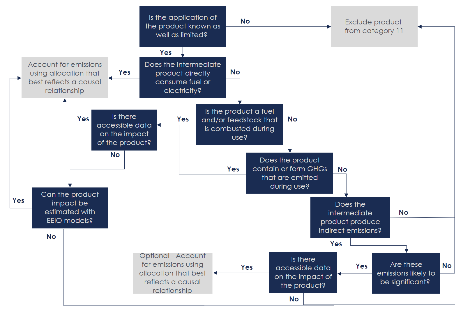 Is the application of
the product known as
well as limited?
No
Exclude product
from category 11
Yes
Account for emissions
using allocation that
best reflects a causal
relationship
Yes
Does the intermediate
product directly
consume fuel or
electricity?
No
Yes
Is there
accessible data
on the impact
of the product?
Is the product a fuel
and/or feedstock that
is combusted during
use?
No
Yes
No
Does the product
contain or form GHGs
that are emitted
during use?
No
Yes
Can the product
impact be
estimated with
EEIO models?
No
Does the
intermediate
product produce
indirect emissions?
No
Yes
Optional - Account
for emissions using
allocation that best
reflects a causal
relationship
Yes
Is there
accessible data
on the impact of
the product?
Yes
Are these
emissions likely to
be significant?
No
No